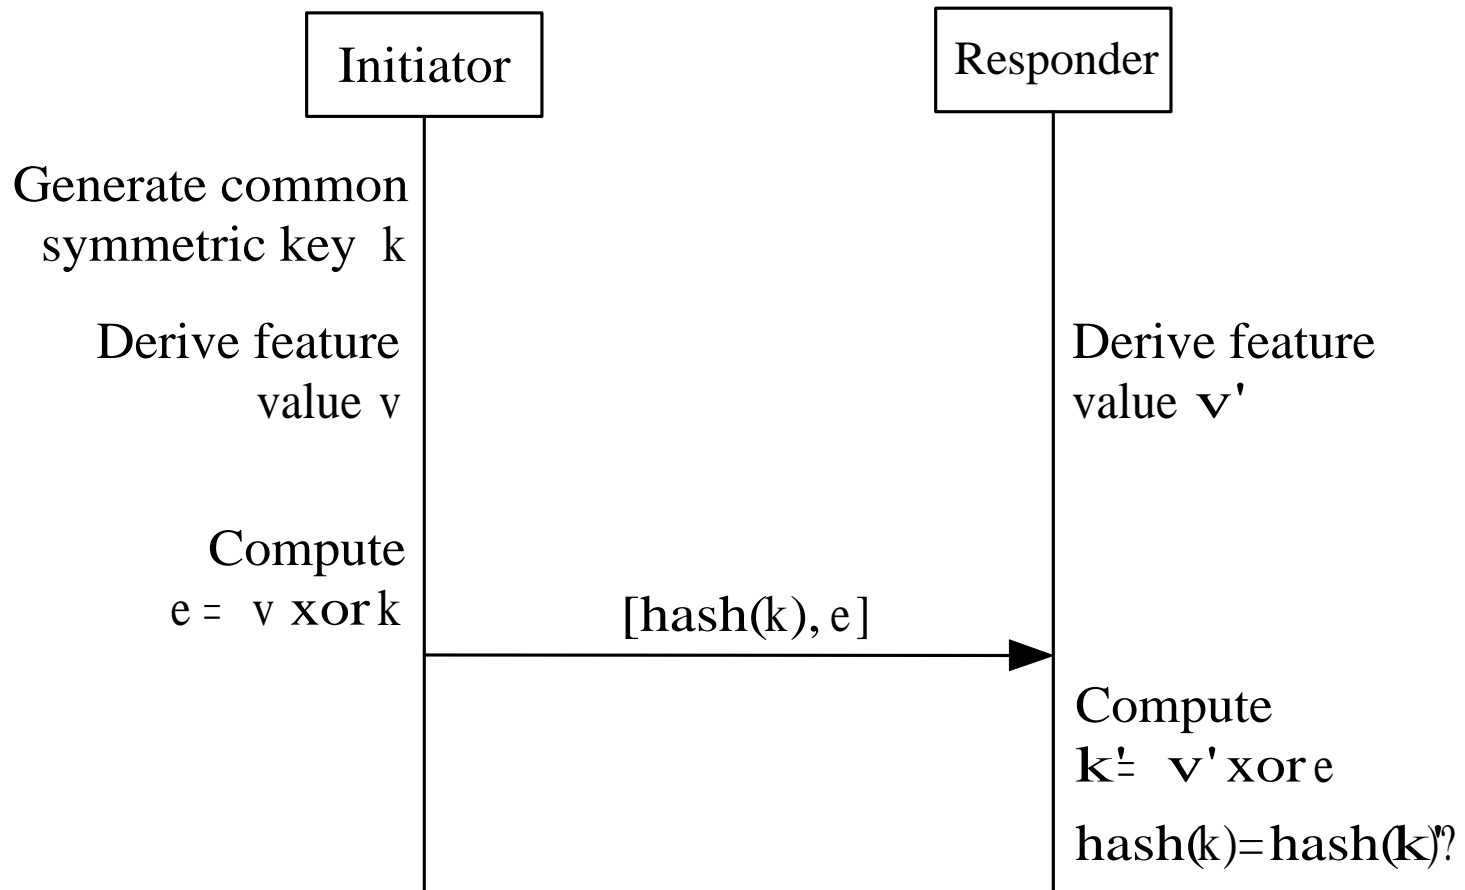 Initiator
Responder
Generate common
symmetric key k
Derive feature
value v
Derive feature
value v'
Compute
e = v xor k
[hash(k), e]
Compute
k'= v' xor e
hash(k)=hash(k')?